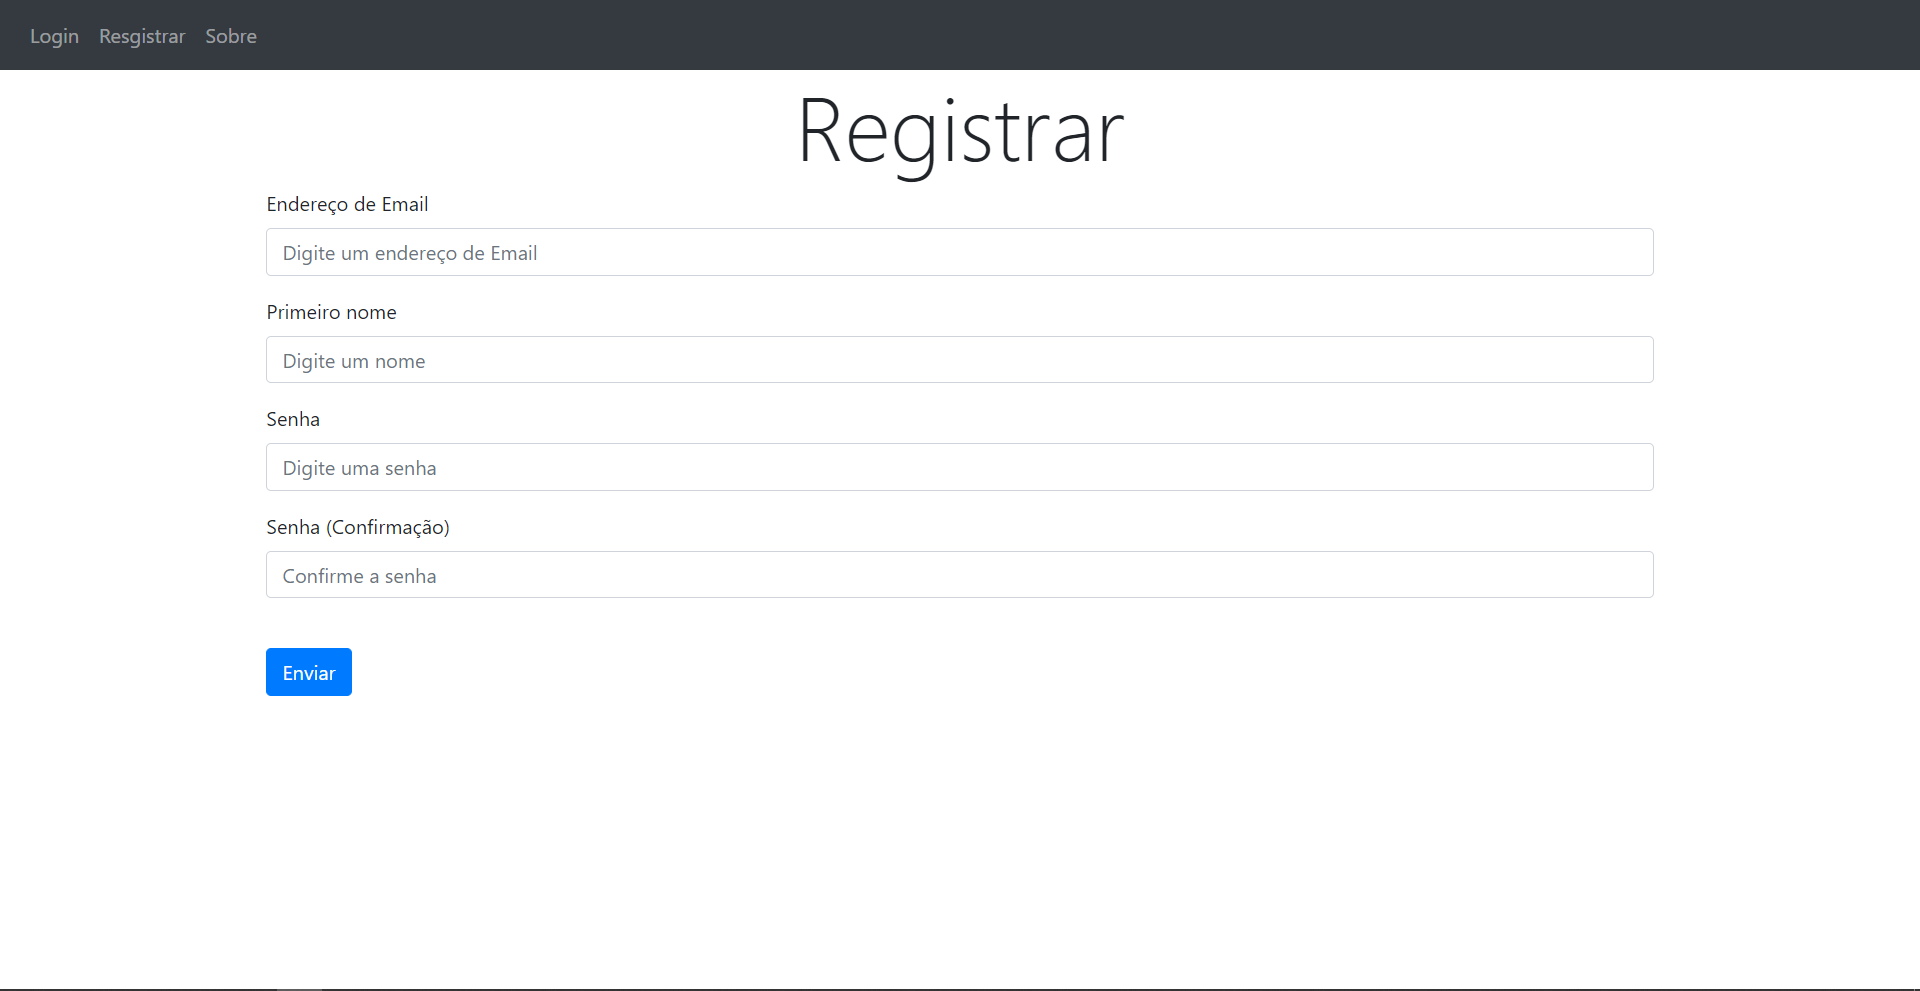 Login Resgistrar Sobre
Registrar
Endereço de Email
Digite um endereço de Email
Primeiro nome
Digite um nome
Senha
Digite uma senha
Senha (Confirmação)
Confirme a senha
Enviar